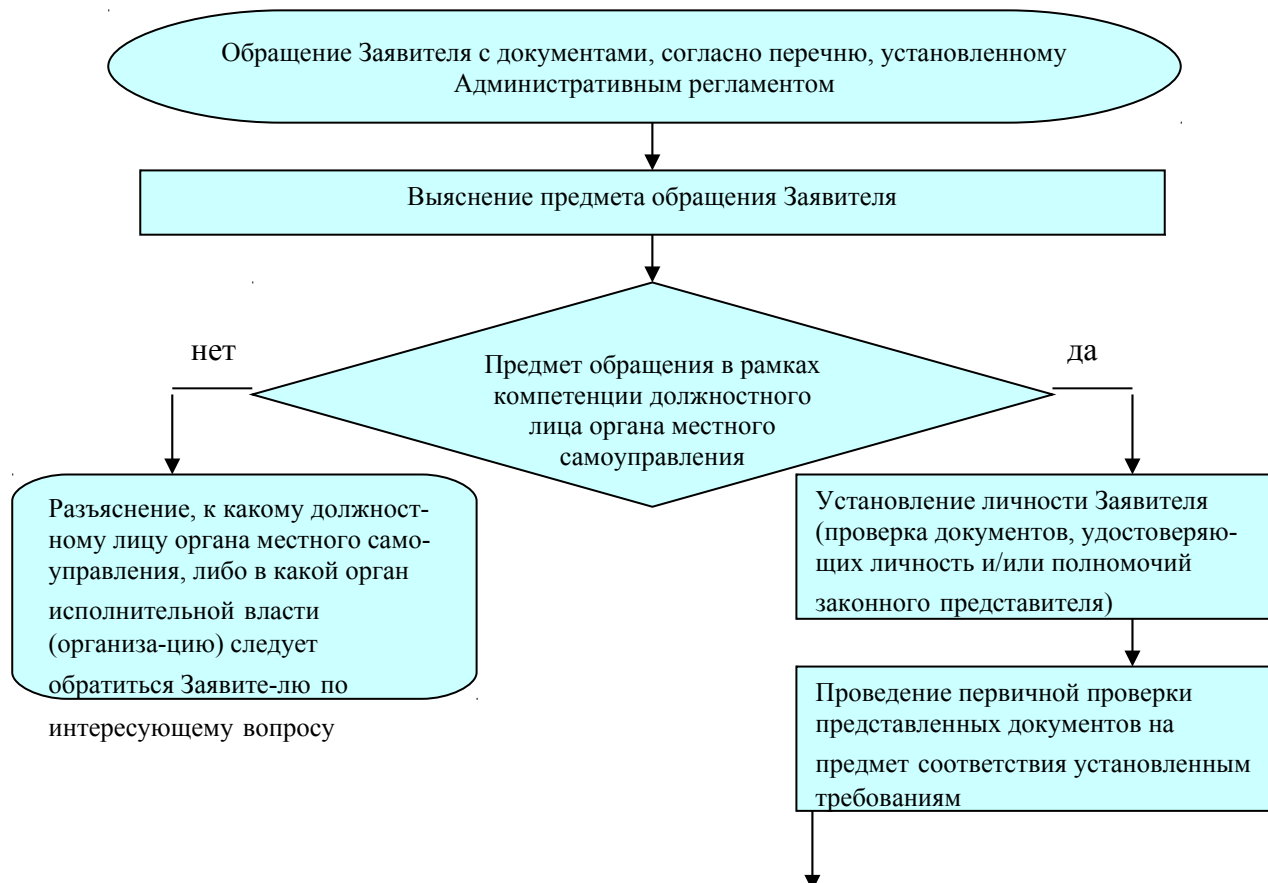 Обращение Заявителя с документами, согласно перечню, установленному
Административным регламентом
Выяснение предмета обращения Заявителя
нет
да
Предмет обращения в рамках
компетенции должностного
лица органа местного
самоуправления
Разъяснение, к какому должност-
ному лицу органа местного само-
управления, либо в какой орган
исполнительной власти
(организа-цию) следует
обратиться Заявите-лю по
интересующему вопросу
Установление личности Заявителя
(проверка документов, удостоверяю-
щих личность и/или полномочий
законного представителя)
Проведение первичной проверки
представленных документов на
предмет соответствия установленным
требованиям